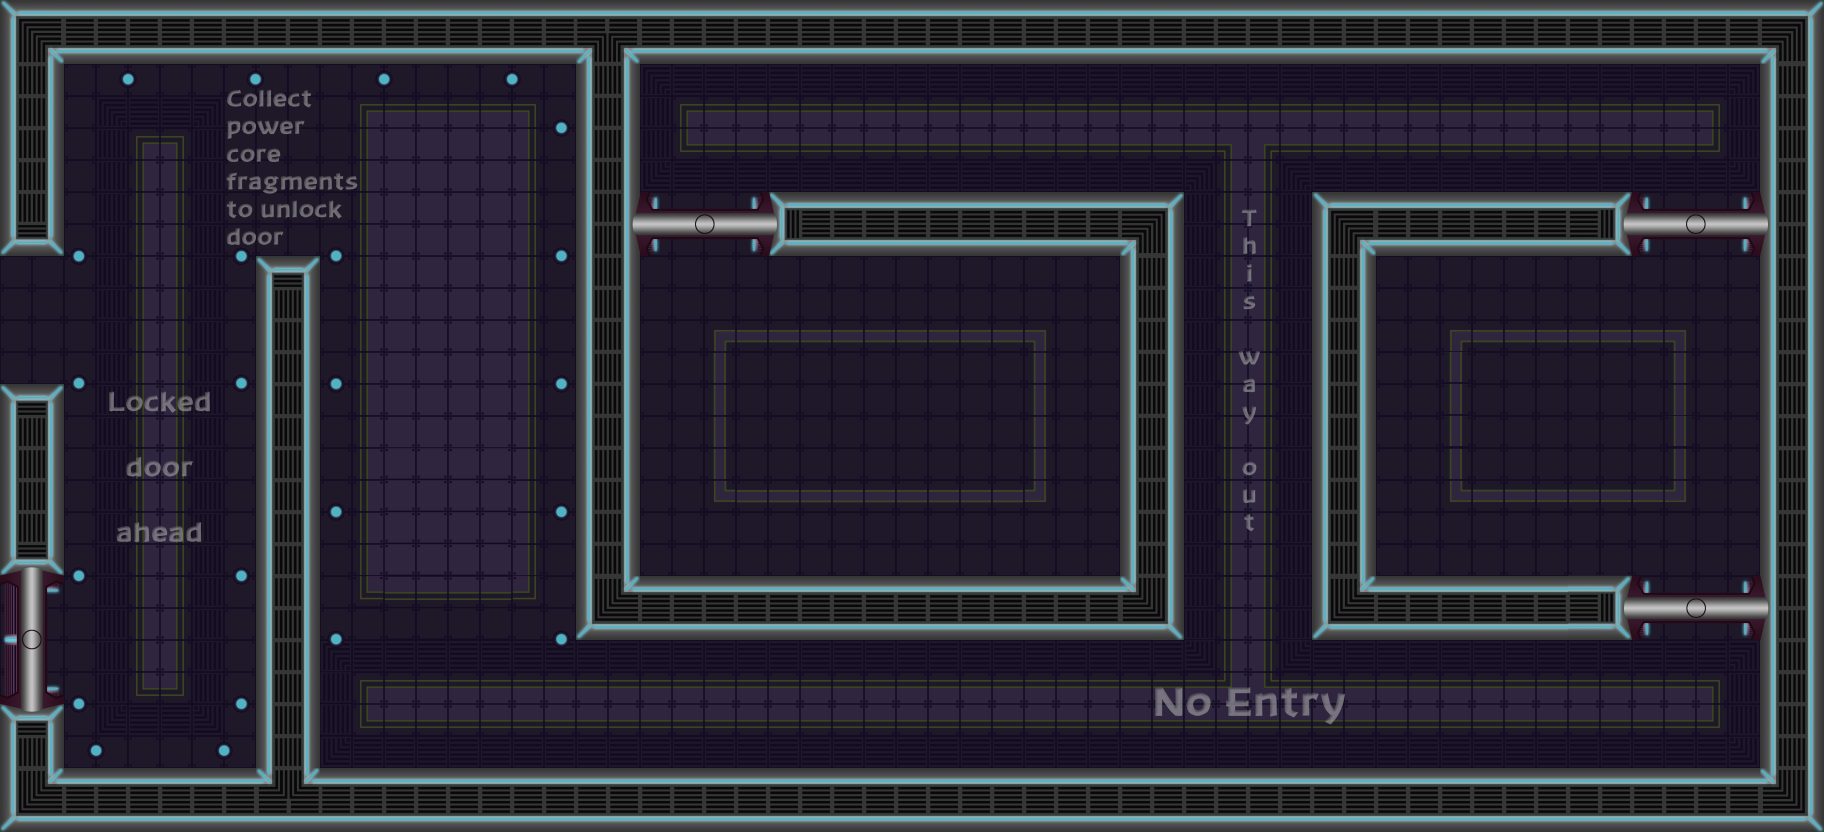 Collect
power
core
fragments
to unlock
door
Locked
door
ahead
This way out
No Entry